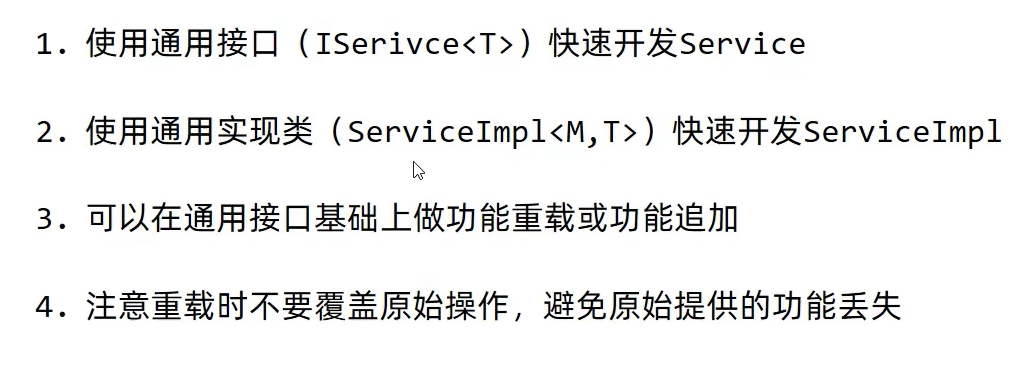 1. 使用通用接口（ISerivce<T>）快速开发Service
2. 使用通用实现类（ServiceImpl<M,T>）快速开发ServiceImpl
3. 可以在通用接口基础上做功能重载或功能追加
4. 注意重载时不要覆盖原始操作，避免原始提供的功能丢失